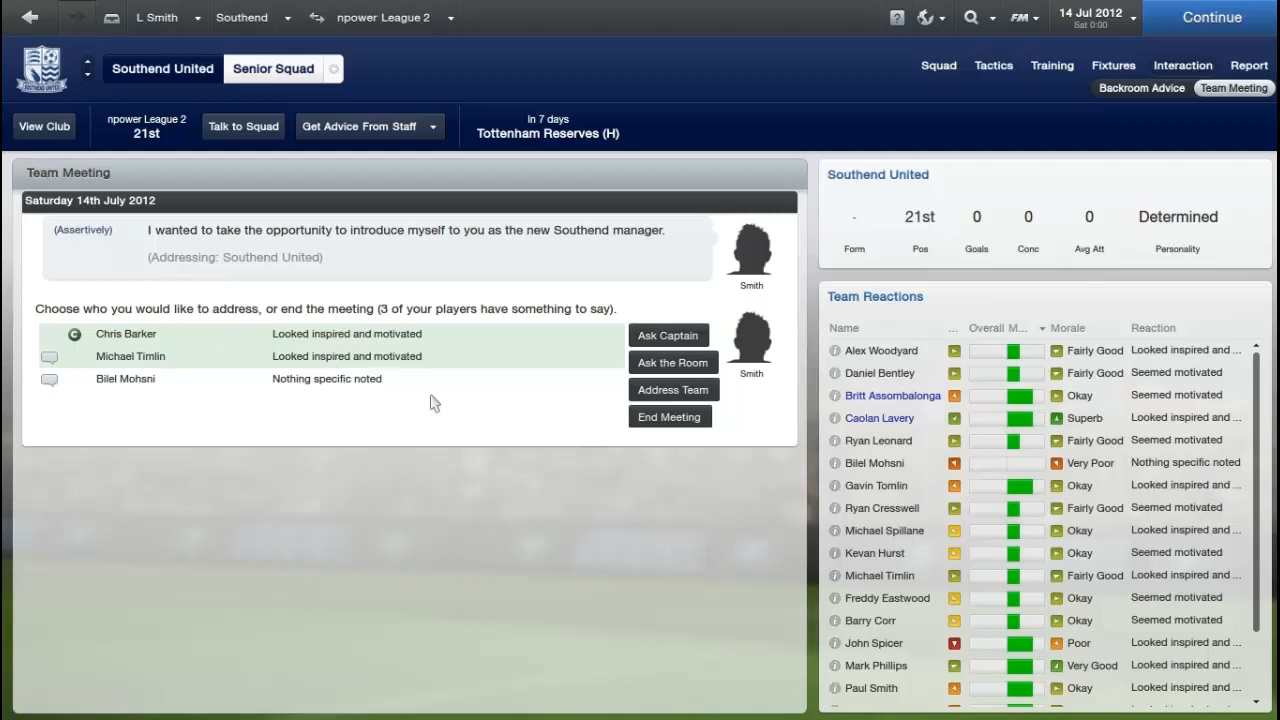 L Smith Southend npower League 2 ? FM 14 Jul 2012 Continue
Sat 0:00
Southend United Senior Squad Squad Tactics Training Fixtures Interaction Report
Backroom Advice Team Meeting
View Club npower League 2 Talk to Squad Get Advice From Staff In 7 days
21st Tottenham Reserves (H)
Team Meeting
Saturday 14th July 2012
(Assertively) I wanted to take the opportunity to introduce myself to you as the new Southend manager.
(Addressing: Southend United)
Smith
Choose who you would like to address, or end the meeting (3 of your players have something to say).
C Chris Barker Looked inspired and motivated
Michael Timlin Looked inspired and motivated
Bilel Mohsni Nothing specific noted
Ask Captain
Ask the Room
Address Team
End Meeting
Smith
Southend United
- 21st 0 0 0 Determined
Form Pos Goals Conc Avg Att Personality
Team Reactions
Name ... Overall M... Morale Reaction
Alex Woodyard Fairly Good Looked inspired and ...
Daniel Bentley Fairly Good Seemed motivated
Britt Assombalonga Okay Seemed motivated
Caolan Lavery Superb Looked inspired and ...
Ryan Leonard Fairly Good Seemed motivated
Bilel Mohsni Very Poor Nothing specific noted
Gavin Tomlin Okay Looked inspired and ...
Ryan Cresswell Fairly Good Seemed motivated
Michael Spillane Okay Looked inspired and ...
Kevan Hurst Okay Seemed motivated
Michael Timlin Fairly Good Looked inspired and ...
Freddy Eastwood Okay Seemed motivated
Barry Corr Okay Seemed motivated
John Spicer Poor Looked inspired and ...
Mark Phillips Very Good Looked inspired and ...
Paul Smith Okay Looked inspired and ...